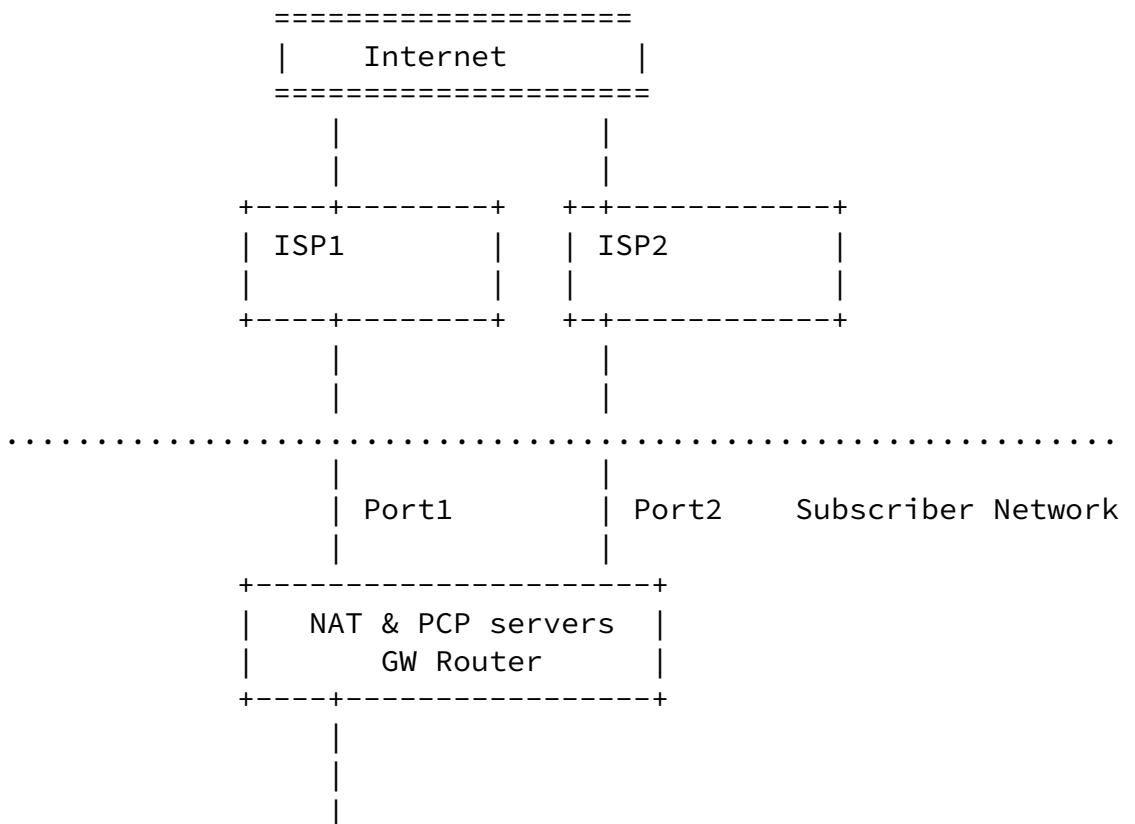 Internet
ISP1 ISP2
Port1 Port2 Subscriber Network
NAT & PCP servers
GW Router